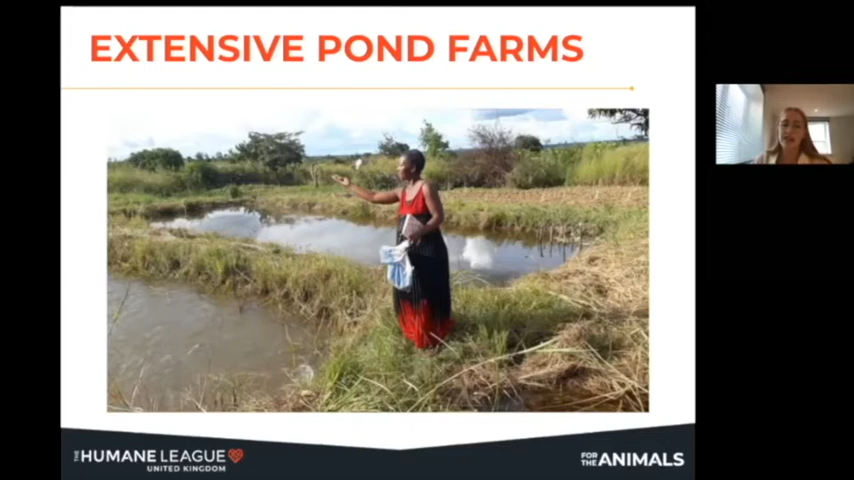 EXTENSIVE POND FARMS
THE HUMANE LEAGUE
UNITED KINGDOM
FOR THE ANIMALS